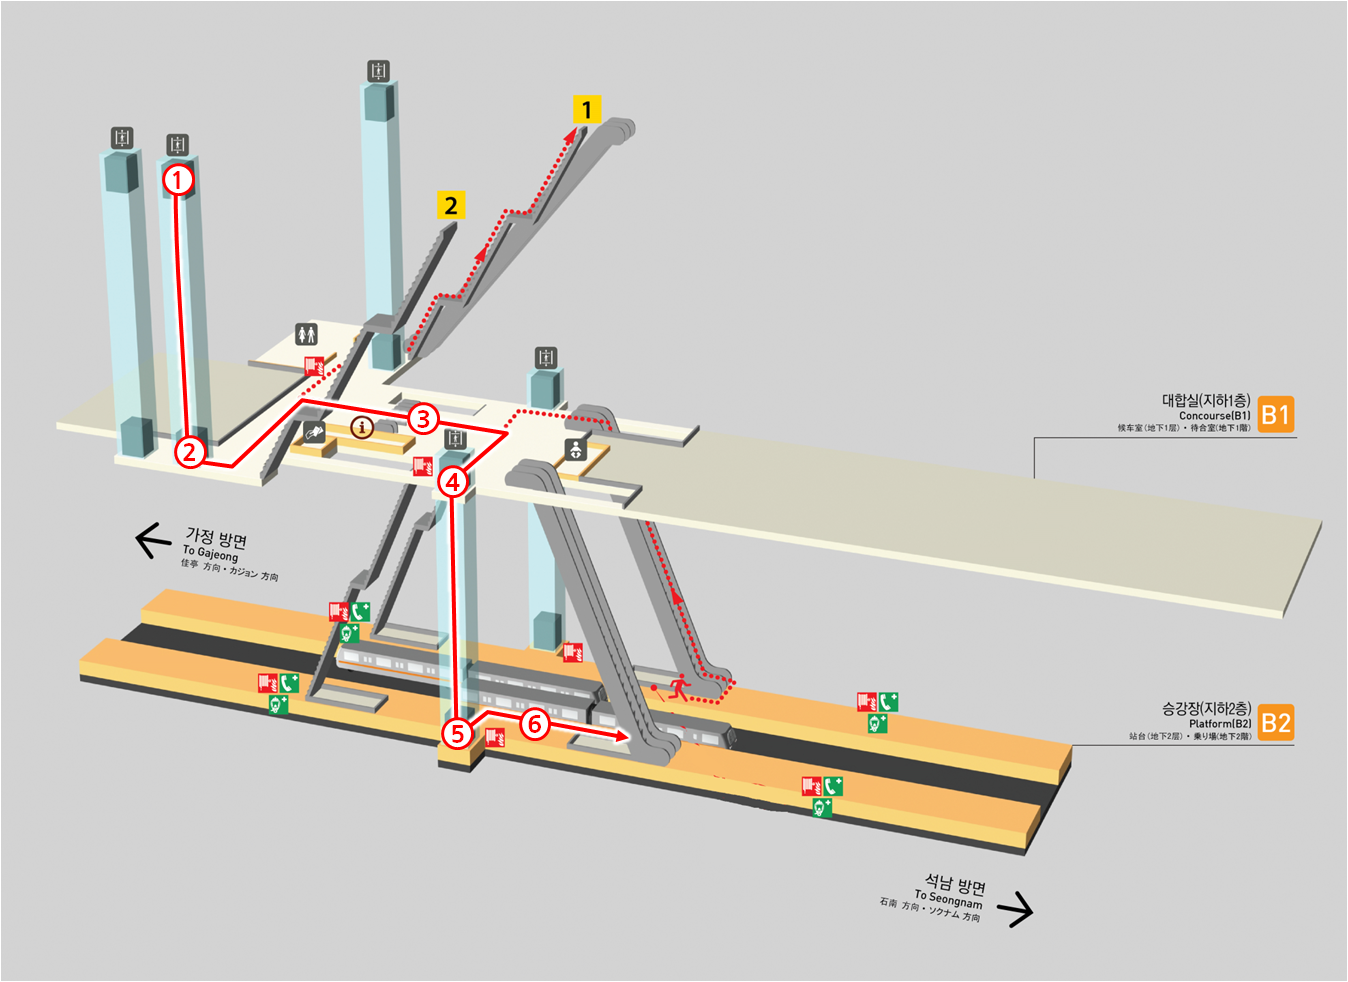 1
1
2
3
i
2
4
대합실(지하1층)
Concourse(B1)
候车室(地下1层)・待合室(地下1階)
B1
가정 방면
To Gajeong
佳亭 方向・カジョン 方向
승강장(지하2층)
Platform(B2)
站台(地下2层)・乗り場(地下2階)
B2
5
6
석남 방면
To Seongnam
石南 方向・ソクナム 方向